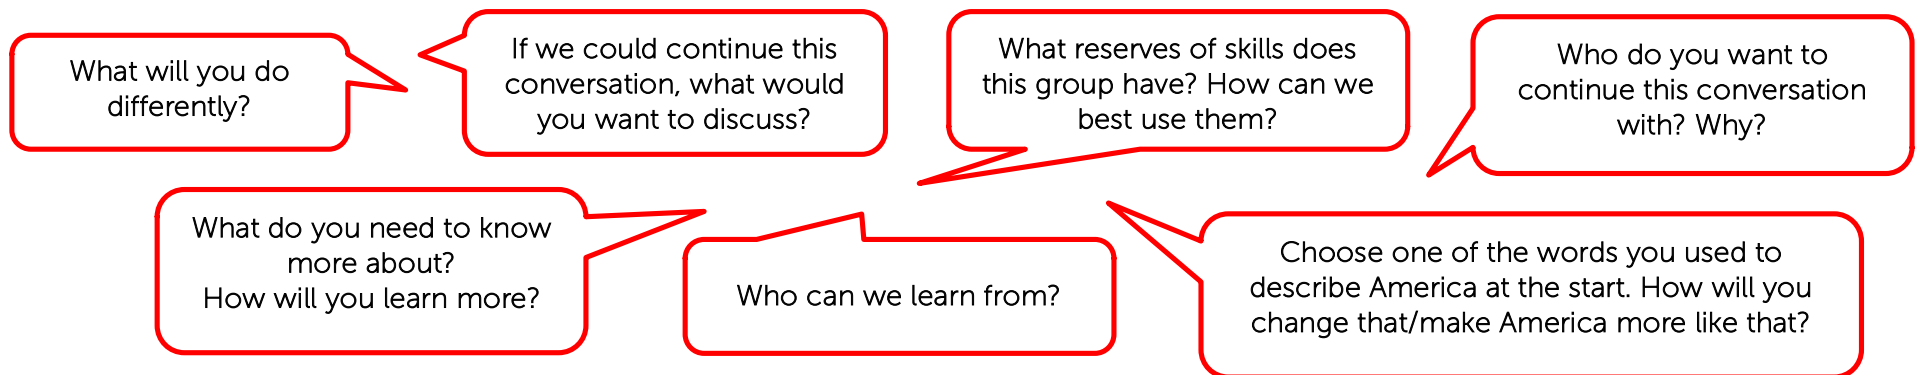 What will you do
differently?
If we could continue this
conversation, what would
you want to discuss?
What reserves of skills does
this group have? How can we
best use them?
Who do you want to
continue this conversation
with? Why?
What do you need to know
more about?
How will you learn more?
Who can we learn from?
Choose one of the words you used to
describe America at the start. How will you
change that/make America more like that?